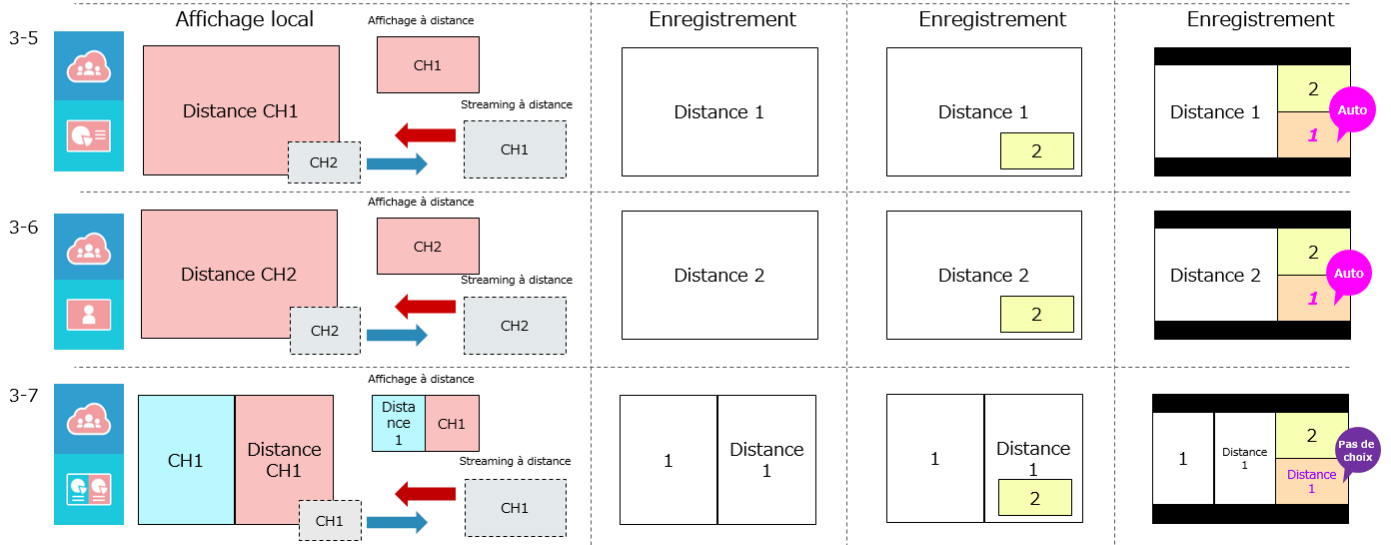 Affichage local
Enregistrement
Enregistrement
Enregistrement
3-5
Affichage à distance
CH1
Distance CH1
Streaming à distance
CH2
CH1
Distance 1
Distance 1
2
Distance 1
2
1
Auto
3-6
Affichage à distance
CH2
Distance CH2
Streaming à distance
CH2
CH2
Distance 2
Distance 2
2
Distance 2
2
1
Auto
3-7
Affichage à distance
Dista
nce
1
CH1
CH1
Distance
CH1
Streaming à distance
CH1
CH1
1
Distance
1
1
Distance
1
2
1
Distance
1
2
Distance
1
Pas de
choix